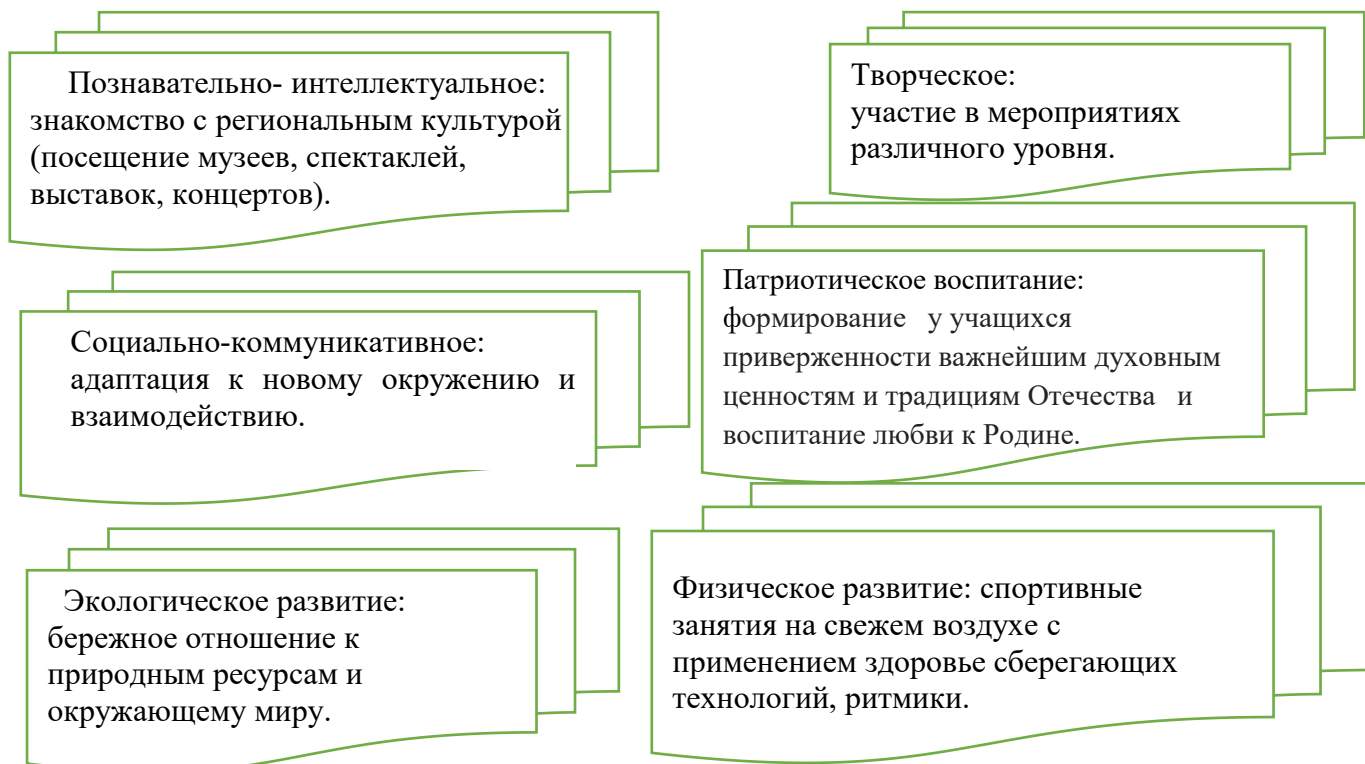 Познавательно- интеллектуальное:
знакомство с региональным культурой
(посещение музеев, спектаклей,
выставок, концертов).
Творческое:
участие в мероприятиях
различного уровня.
Социально-коммуникативное:
адаптация к новому окружению и
взаимодействию.
Патриотическое воспитание:
формирование у учащихся
приверженности важнейшим духовным
ценностям и традициям Отечества и
воспитание любви к Родине.
Экологическое развитие:
бережное отношение к
природным ресурсам и
окружающему миру.
Физическое развитие: спортивные
занятия на свежем воздухе с
применением здоровье сберегающих
технологий, ритмики.